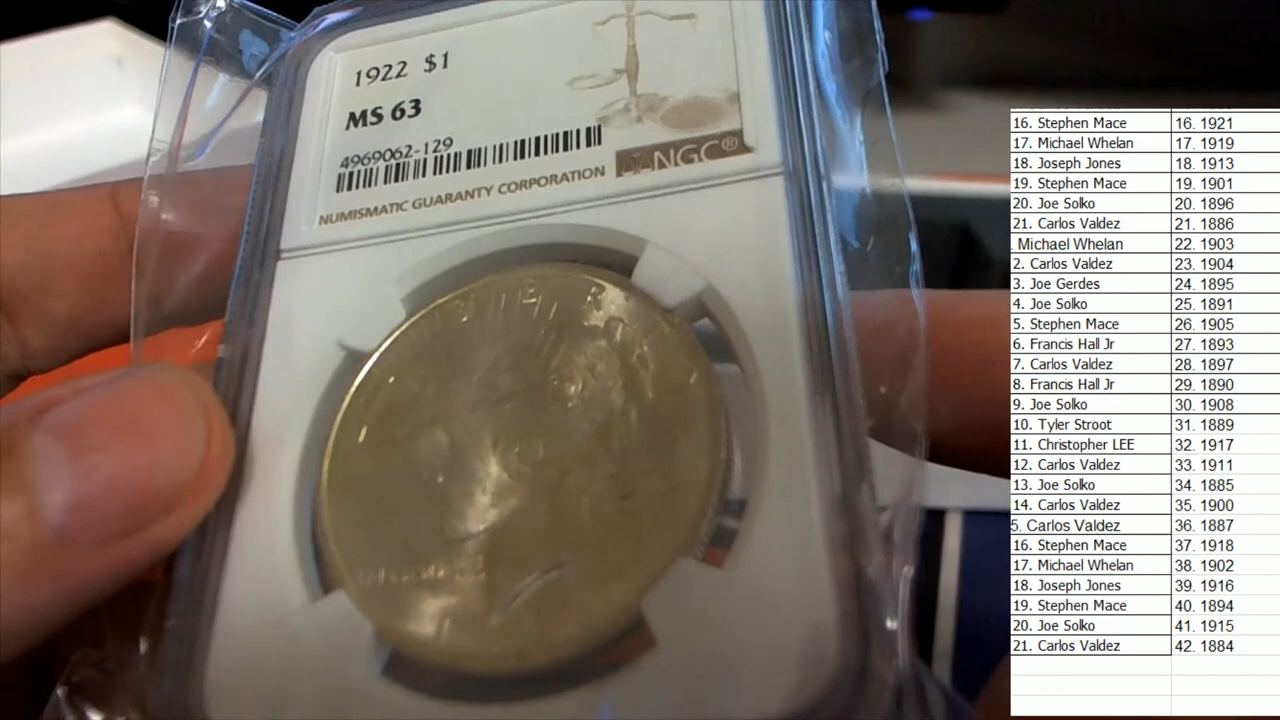 1922 $1
MS 63
4969062-129
NGC®
NUMISMATIC GUARANTY CORPORATION
16. Stephen Mace 16. 1921
17. Michael Whelan 17. 1919
18. Joseph Jones 18. 1913
19. Stephen Mace 19. 1901
20. Joe Solko 20. 1896
21. Carlos Valdez 21. 1886
. Michael Whelan 22. 1903
2. Carlos Valdez 23. 1904
3. Joe Gerdes 24. 1895
4. Joe Solko 25. 1891
5. Stephen Mace 26. 1905
6. Francis Hall Jr 27. 1893
7. Carlos Valdez 28. 1897
8. Francis Hall Jr 29. 1890
9. Joe Solko 30. 1908
10. Tyler Stroot 31. 1889
11. Christopher LEE 32. 1917
12. Carlos Valdez 33. 1911
13. Joe Solko 34. 1885
14. Carlos Valdez 35. 1900
5. Carlos Valdez 36. 1887
16. Stephen Mace 37. 1918
17. Michael Whelan 38. 1902
18. Joseph Jones 39. 1916
19. Stephen Mace 40. 1894
20. Joe Solko 41. 1915
21. Carlos Valdez 42. 1884